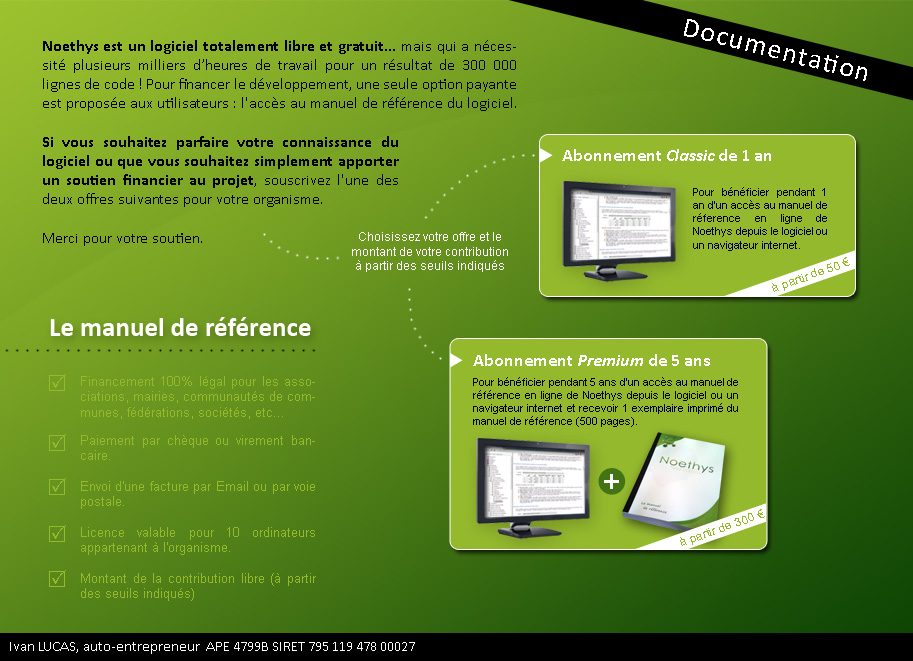 Documentation
Noethys est un logiciel totalement libre et gratuit... mais qui a néces-
sité plusieurs milliers d'heures de travail pour un résultat de 300 000
lignes de code ! Pour financer le développement, une seule option payante
est proposée aux utilisateurs : l'accès au manuel de référence du logiciel.
Si vous souhaitez parfaire votre connaissance du
logiciel ou que vous souhaitez simplement apporter
un soutien financier au projet, souscrivez l'une des
deux offres suivantes pour votre organisme.
Merci pour votre soutien.
Choisissez votre offre et le
montant de votre contribution
à partir des seuils indiqués
Abonnement Classic de 1 an
Pour bénéficier pendant 1
an d'un accès au manuel de
réference en ligne de
Noethys depuis le logiciel ou
un navigateur internet.
à partir de 50 €
Le manuel de référence
Financement 100% légal pour les asso-
ciations, mairies, communautés de com-
munes, fédérations, sociétés, etc...
Paiement par chèque ou virement ban-
caire.
Envoi d'une facture par Email ou par voie
postale.
Licence valable pour 10 ordinateurs
appartenant à l'organisme.
Montant de la contribution libre (à partir
des seuils indiqués)
Abonnement Premium de 5 ans
Pour bénéficier pendant 5 ans d'un accès au manuel de
référence en ligne de Noethys depuis le logiciel ou un
navigateur internet et recevoir 1 exemplaire imprimé du
manuel de référence (500 pages).
Noethys
à partir de 300 €
Ivan LUCAS, auto-entrepreneur APE 4799B SIRET 795 119 478 00027